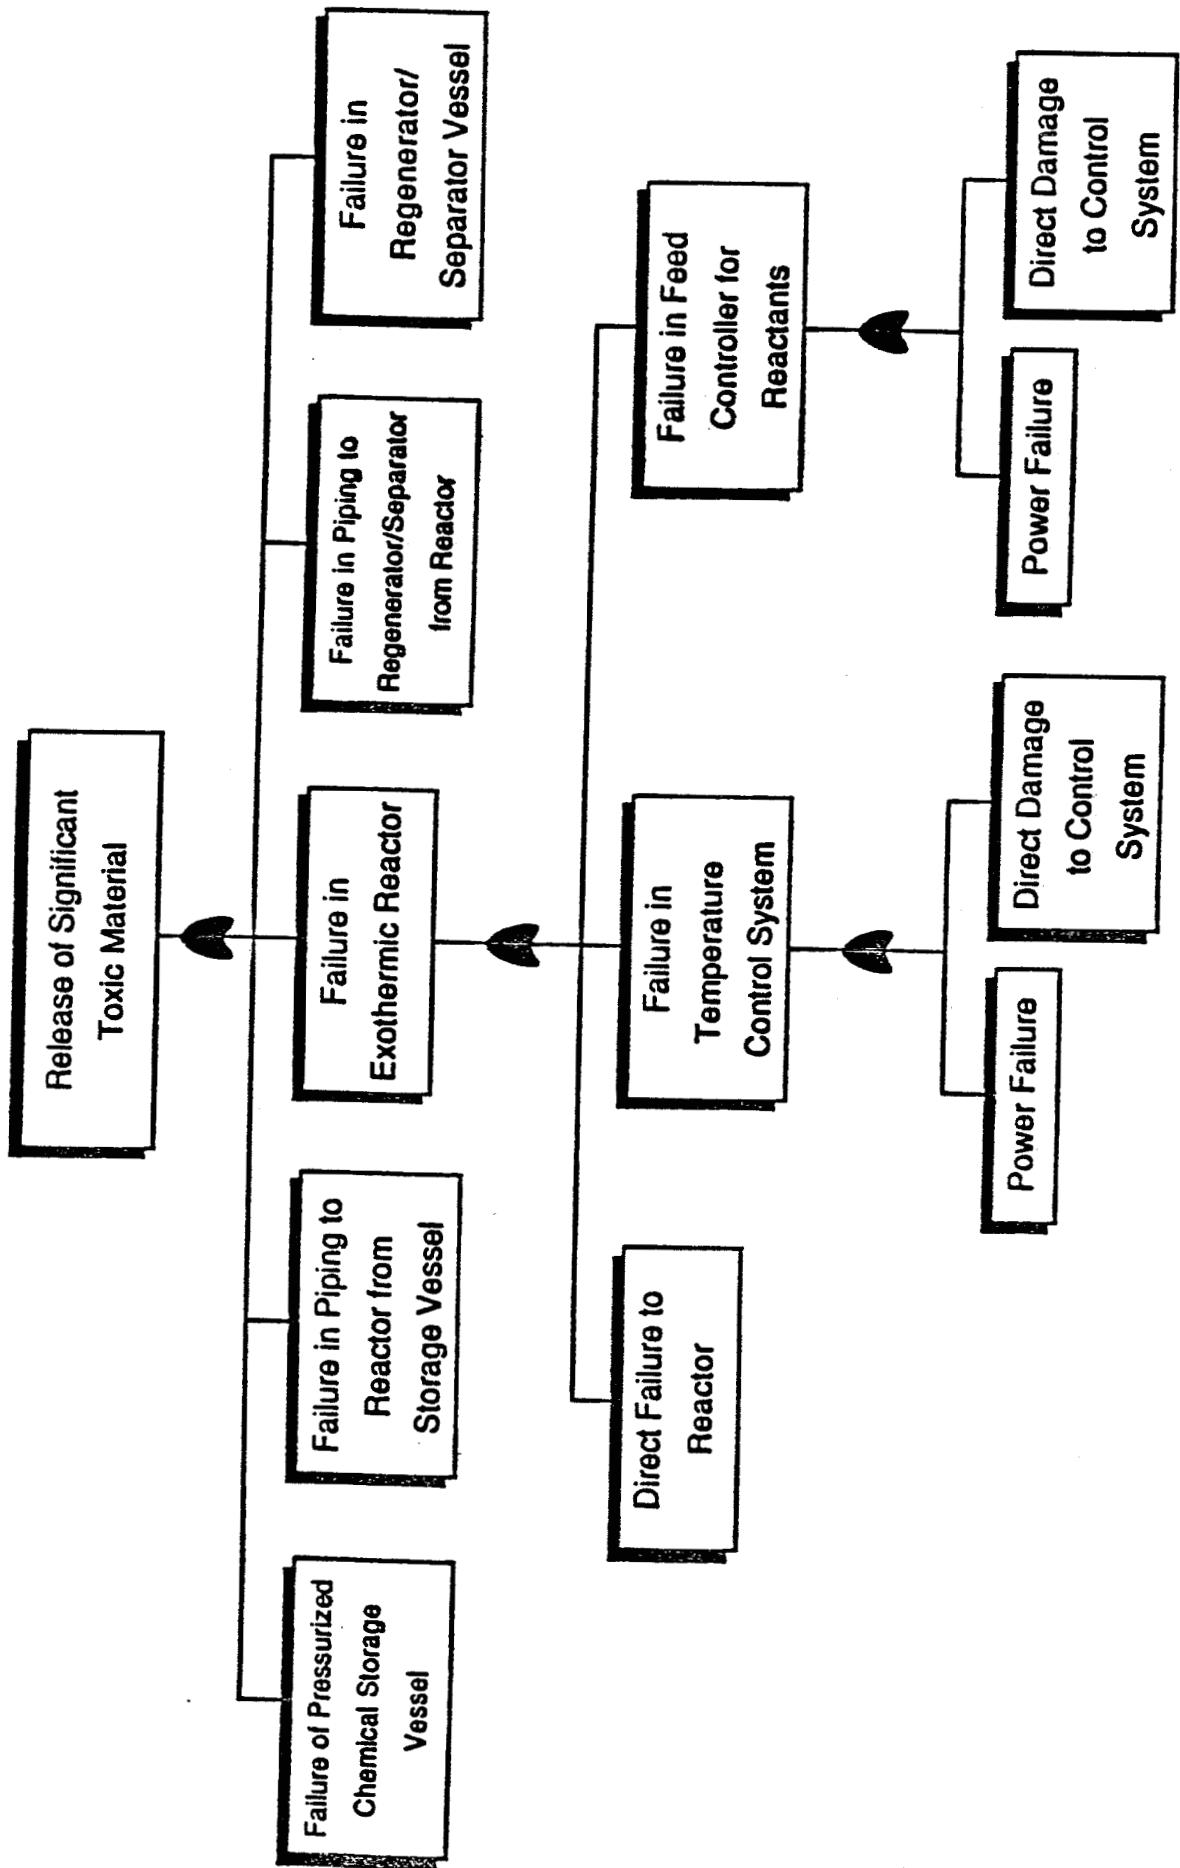 Release of Significant
Toxic Material
Failure of Pressurized
Chemical Storage
Vessel
Failure in Piping to
Reactor from
Storage Vessel
Failure in
Exothermic Reactor
Failure in Piping to
Regenerator/Separator
from Reactor
Failure in
Regenerator/
Separator Vessel
Direct Failure to
Reactor
Failure in
Temperature
Control System
Failure in Feed
Controller for
Reactants
Power Failure
Direct Damage
to Control
System
Power Failure
Direct Damage
to Control
System